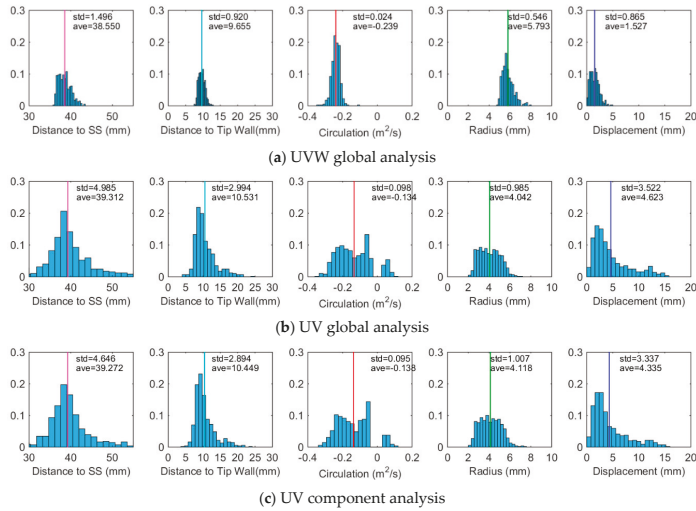 std=1.496 std=0.920 std=0.024 std=0.546 std=0.865
ave=38.550 ave=9.655 ave=-0.239 ave=5.793 ave=1.527
0.3 0.3 0.3 0.3 0.3
0.2 0.2 0.2 0.2 0.2
0.1 0.1 0.1 0.1 0.1
0 0 0 0 0
30 40 50 0 5 10 15 20 25 30 -0.4 -0.2 0 0.2 0 2 4 6 8 10 0 5 10 15 20
Distance to SS (mm) Distance to Tip Wall(mm) Circulation (m²/s) Radius (mm) Displacement (mm)
(a) UVW global analysis
std=4.985 std=2.994 std=0.098 std=0.985 std=3.522
ave=39.312 ave=10.531 ave=-0.134 ave=4.042 ave=4.623
0.3 0.3 0.3 0.3 0.3
0.2 0.2 0.2 0.2 0.2
0.1 0.1 0.1 0.1 0.1
0 0 0 0 0
30 40 50 0 5 10 15 20 25 30 -0.4 -0.2 0 0.2 0 2 4 6 8 10 0 5 10 15 20
Distance to SS (mm) Distance to Tip Wall(mm) Circulation (m²/s) Radius (mm) Displacement (mm)
(b) UV global analysis
std=4.646 std=2.894 std=0.095 std=1.007 std=3.337
ave=39.272 ave=10.449 ave=-0.138 ave=4.118 ave=4.335
0.3 0.3 0.3 0.3 0.3
0.2 0.2 0.2 0.2 0.2
0.1 0.1 0.1 0.1 0.1
0 0 0 0 0
30 40 50 0 5 10 15 20 25 30 -0.4 -0.2 0 0.2 0 2 4 6 8 10 0 5 10 15 20
Distance to SS (mm) Distance to Tip Wall(mm) Circulation (m²/s) Radius (mm) Displacement (mm)
(c) UV component analysis